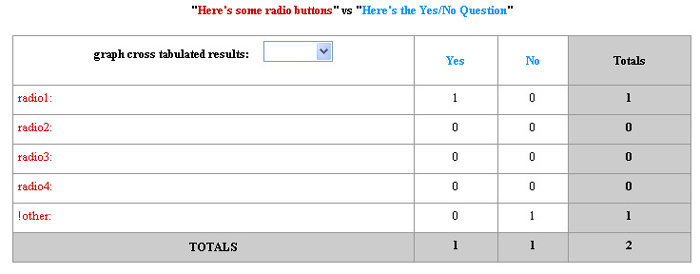 "Here's some radio buttons" vs "Here's the Yes/No Question"
graph cross tabulated results: Yes No Totals
radio1: 1 0 1
radio2: 0 0 0
radio3: 0 0 0
radio4: 0 0 0
!other: 0 1 1
TOTALS 1 1 2